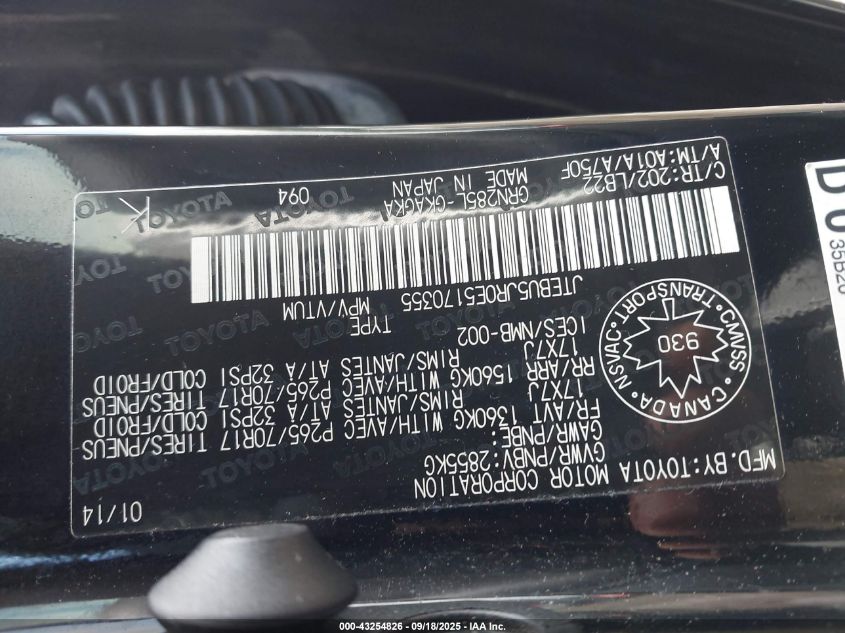 MFD. BY: TOYOTA MOTOR CORPORATION 01/14
GVWR/PNBV: 2855KG
GAWR/PNBE:
FR/AVT 1360KG WITH/AVEC P265/70R17 TIRES/PNEUS
17X7J RIMS/JANTES AT/A 32PSI COLD/FROID
RR/ARR 1560KG WITH/AVEC P265/70R17 TIRES/PNEUS
17X7J RIMS/JANTES AT/A 32PSI COLD/FROID
ICES/NMB-002
JTEBU5JR0E5170355 TYPE MPV/VTUM
CANADA • NSVAC • TRANSPORT • CMVSS •
930
C/TR: 202/LB22 GRN285L-GKAGKA 094
A/TM: A01A/A750F MADE IN JAPAN
TOYOTA
35B20
000-43254826 - 09/18/2025 - IAA Inc.